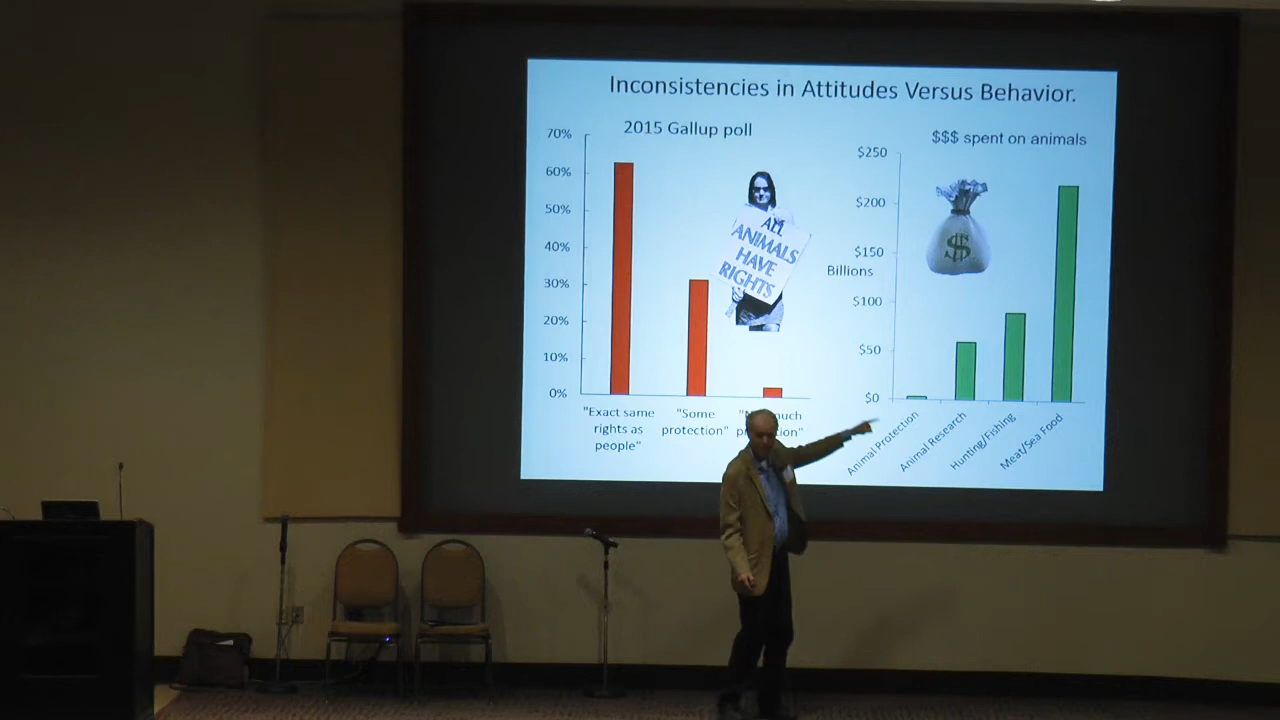 Inconsistencies in Attitudes Versus Behavior.
2015 Gallup poll
70%
60%
50%
40%
30%
20%
10%
0%
"Exact same
rights as
people"
"Some
protection"
ALL
ANIMALS
HAVE
RIGHTS
$$$ spent on animals
$250
$200
$150
Billions
$100
$50
$0
$
Animal Protection
Animal Research
Hunting/Fishing
Meat/Sea Food